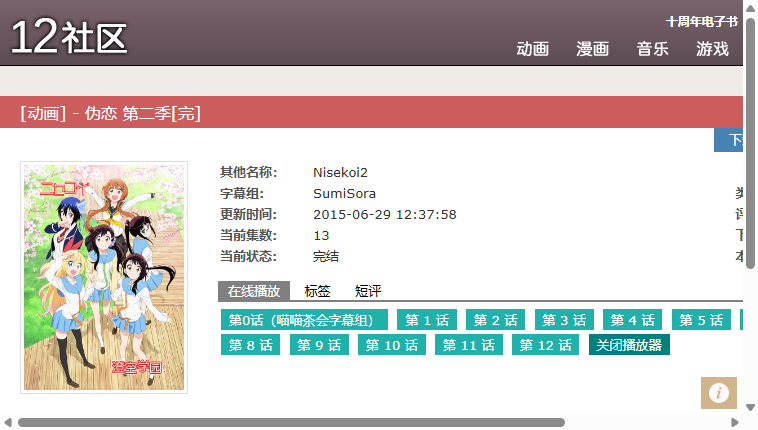 12社区
十周年电子书
动画 漫画 音乐 游戏
[动画] - 伪恋 第二季[完]
下
其他名称: Nisekoi2
字幕组: SumiSora
更新时间: 2015-06-29 12:37:58
当前集数: 13
当前状态: 完结
ニセコイ
澄空学园
在线播放 标签 短评
第0话（喵喵茶会字幕组） 第 1 话 第 2 话 第 3 话 第 4 话 第 5 话
第 8 话 第 9 话 第 10 话 第 11 话 第 12 话 关闭播放器
i